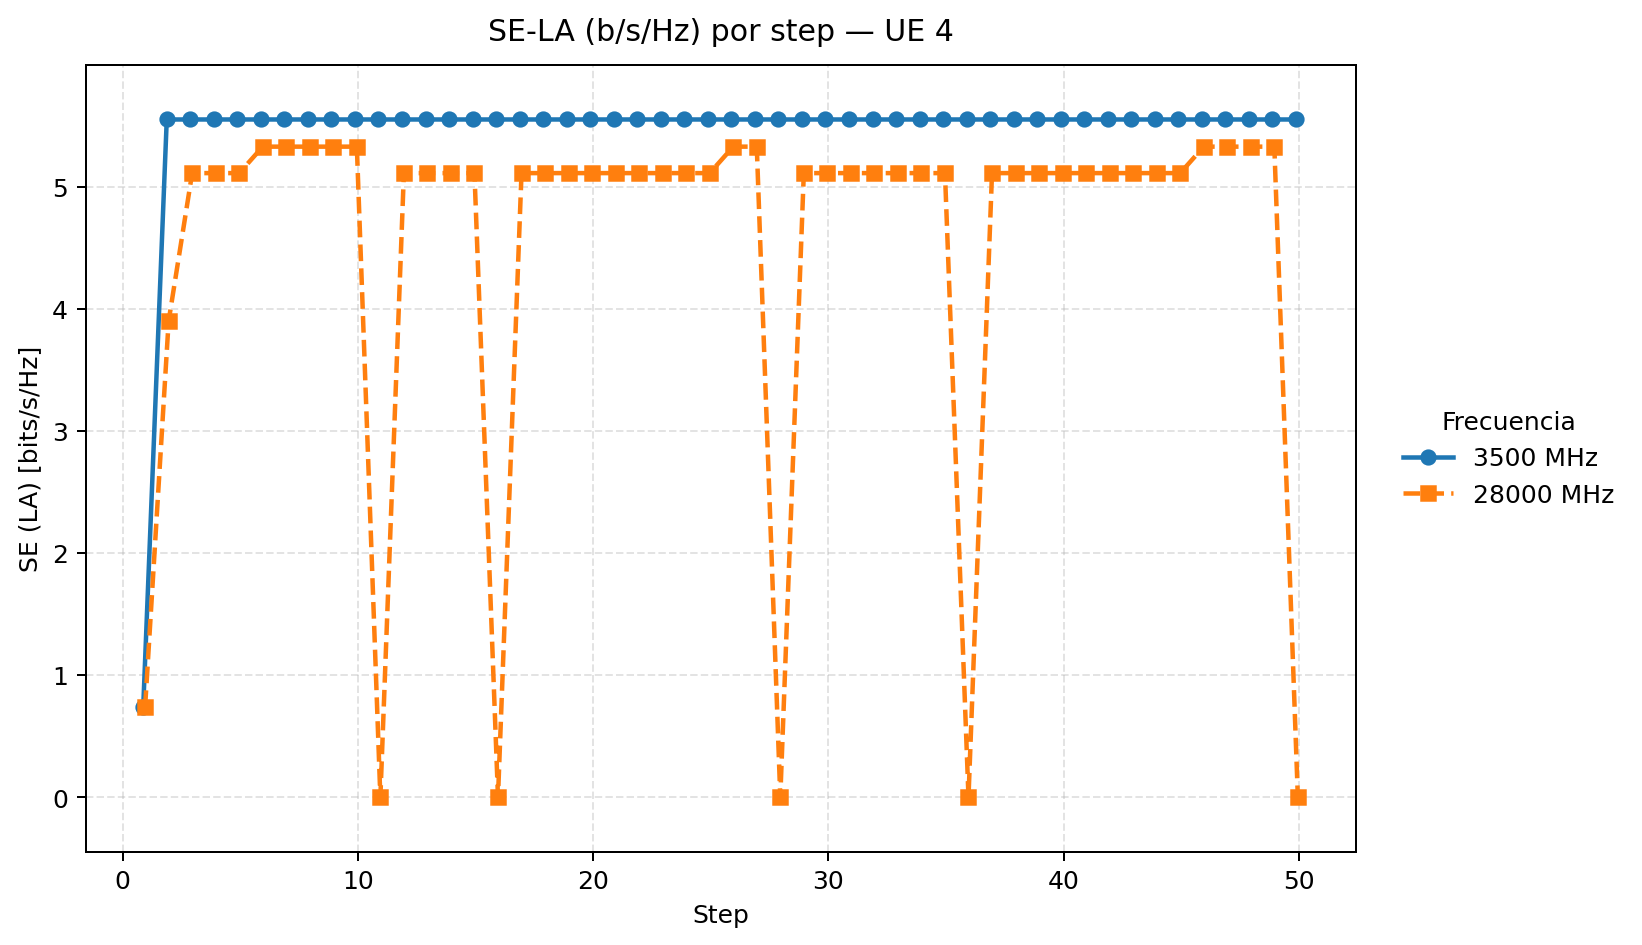 SE-LA (b/s/Hz) por step — UE 4
SE (LA) [bits/s/Hz]
5
4
3
2
1
0
0 10 20 30 40 50
Step
Frecuencia
3500 MHz
28000 MHz